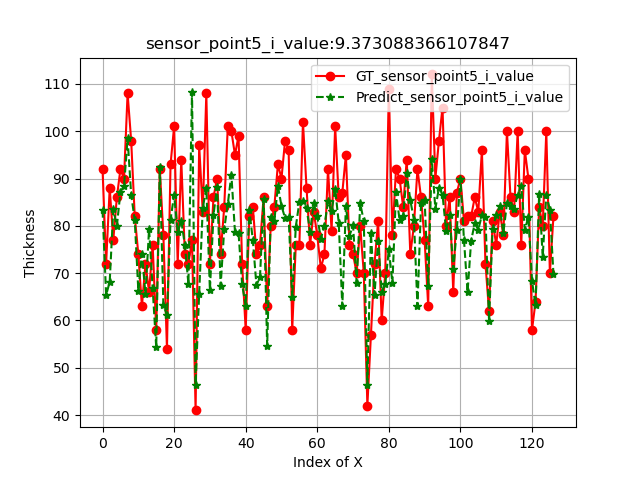 sensor_point5_i_value:9.373088366107847
GT_sensor_point5_i_value
Predict_sensor_point5_i_value
Thickness
110
100
90
80
70
60
50
40
0 20 40 60 80 100 120
Index of X